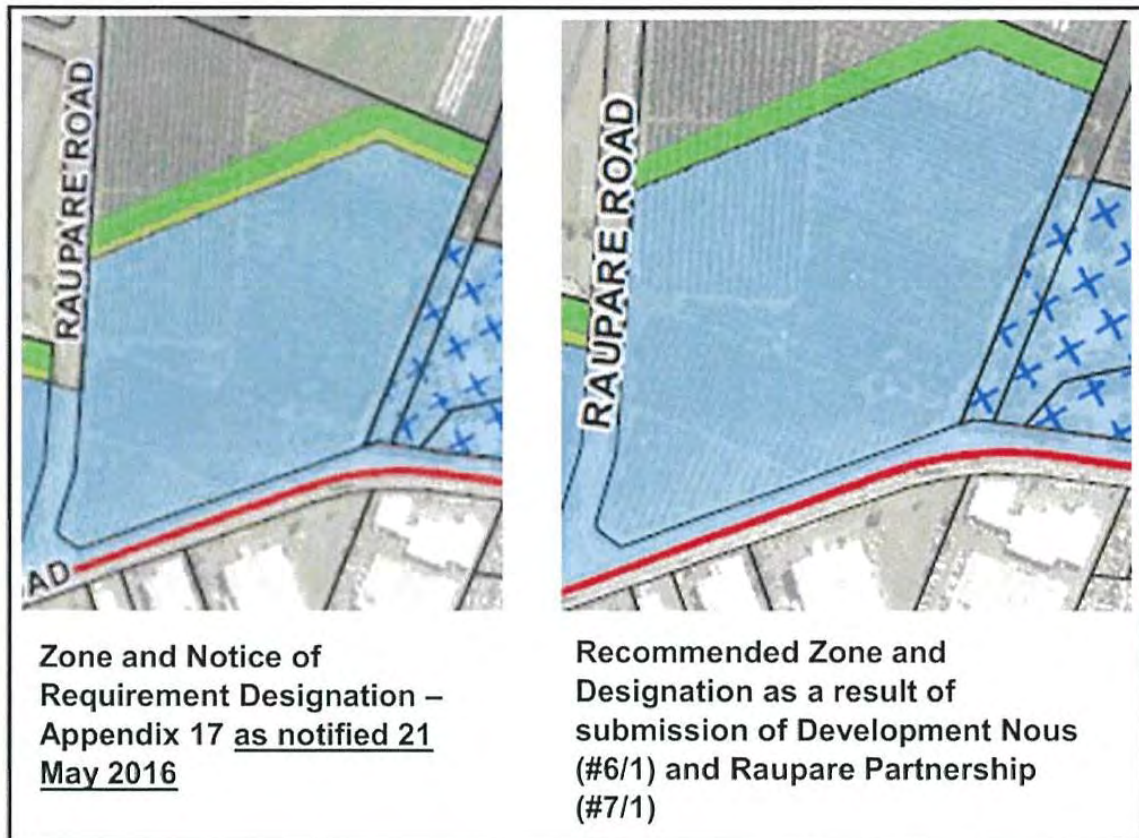 RAUPARE ROAD
AD
Zone and Notice of
Requirement Designation –
Appendix 17 as notified 21
May 2016
RAUPARE ROAD
Recommended Zone and
Designation as a result of
submission of Development Nous
(#6/1) and Raupare Partnership
(#7/1)